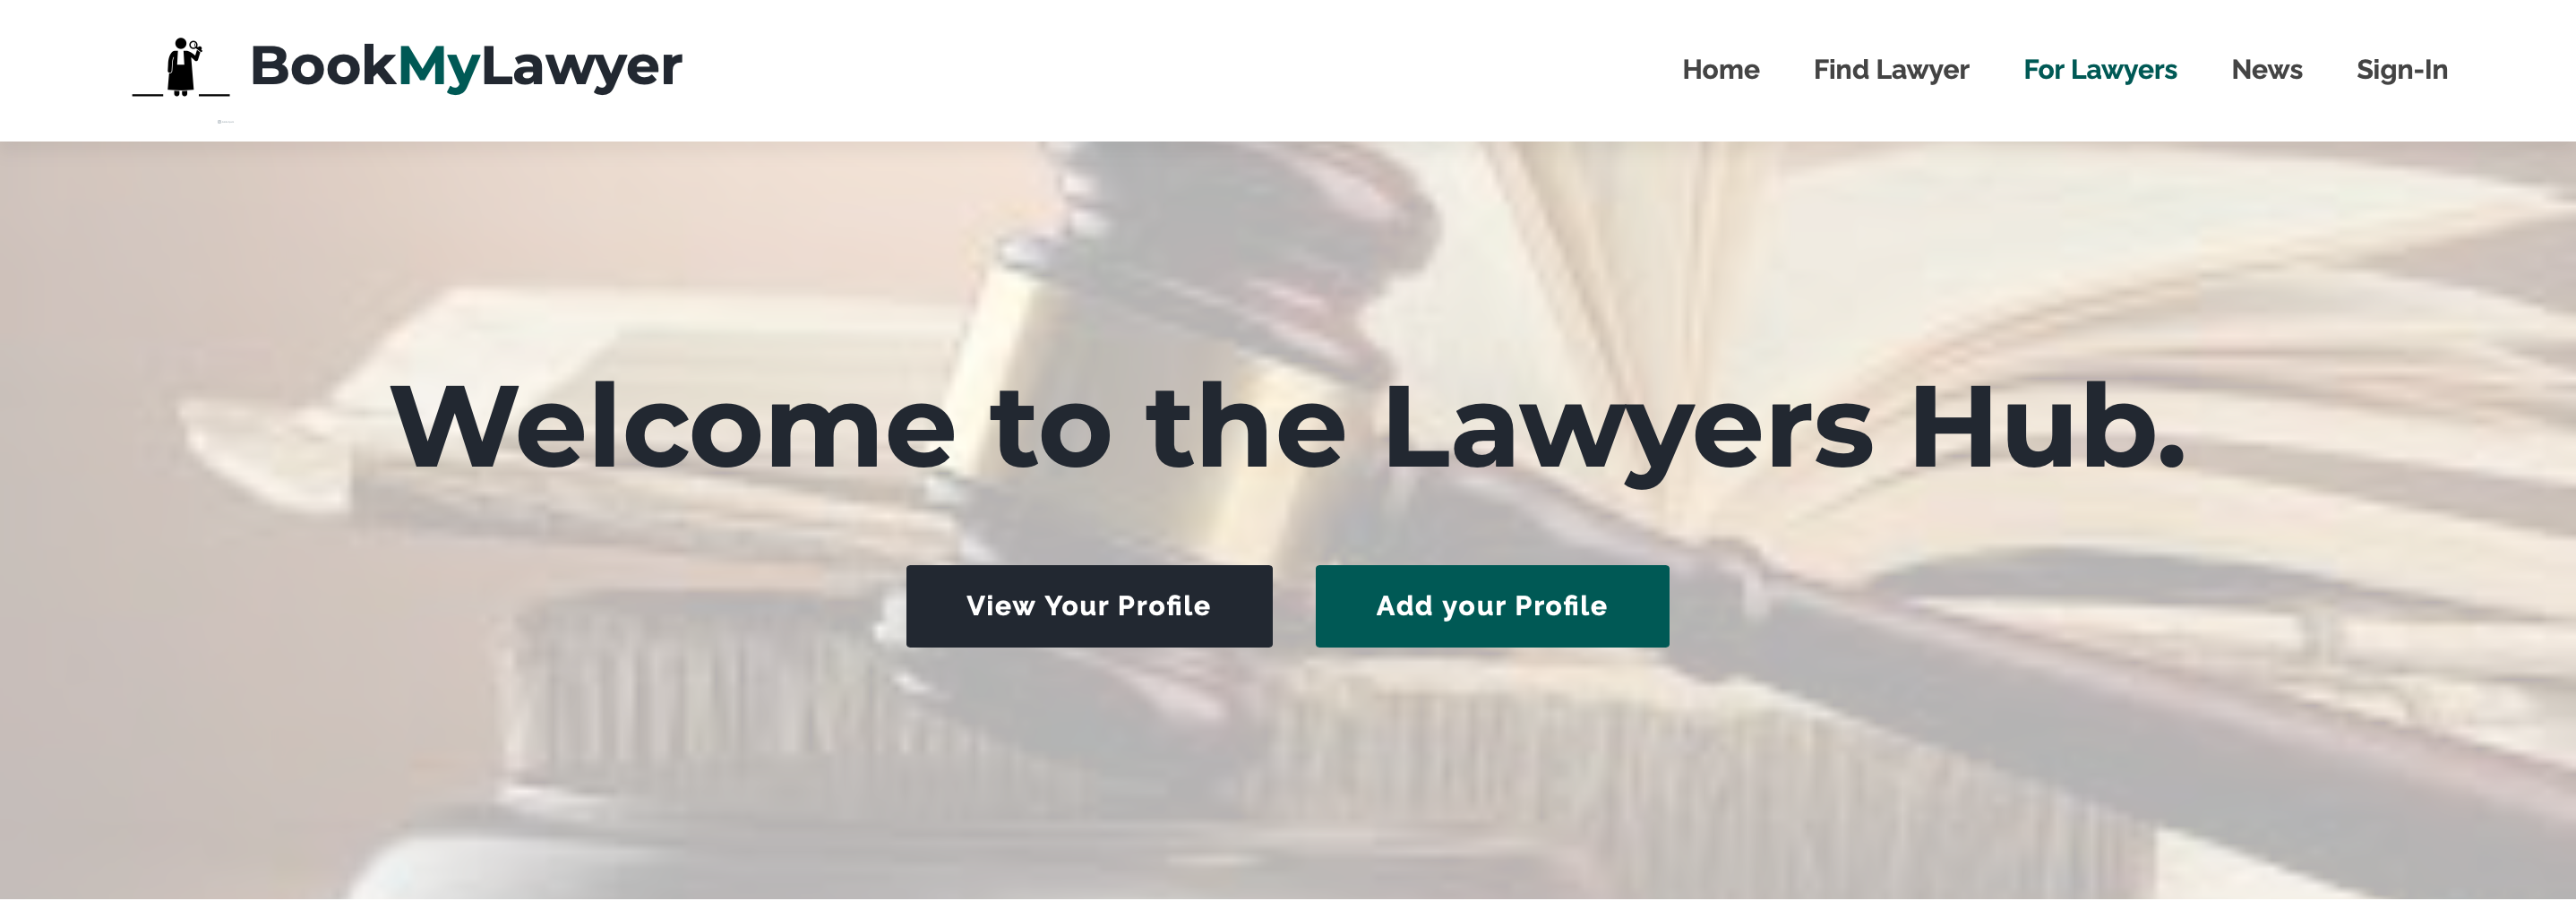 BookMyLawyer
Home Find Lawyer For Lawyers News Sign-In
Welcome to the Lawyers Hub.
View Your Profile Add your Profile